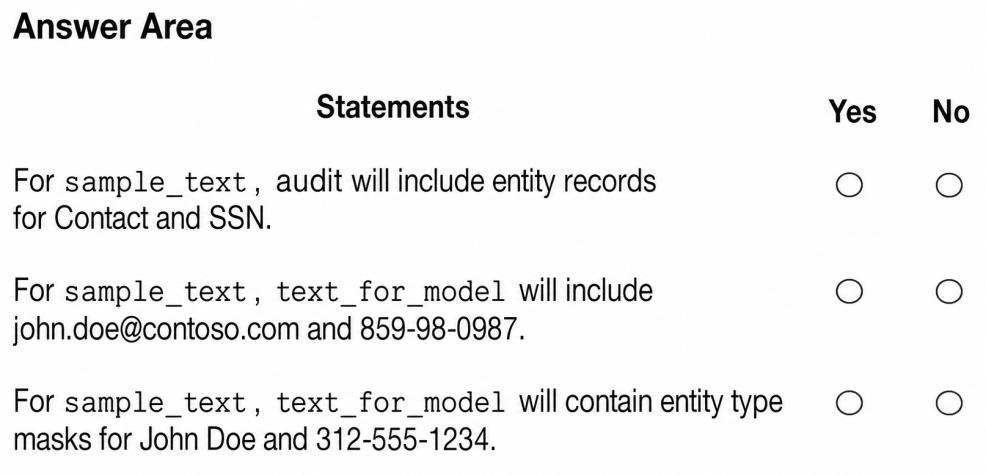 Answer Area
Statements Yes No
For sample_text, audit will include entity records
for Contact and SSN.
For sample_text, text_for_model will include
john.doe@contoso.com and 859-98-0987.
For sample_text, text_for_model will contain entity type
masks for John Doe and 312-555-1234.